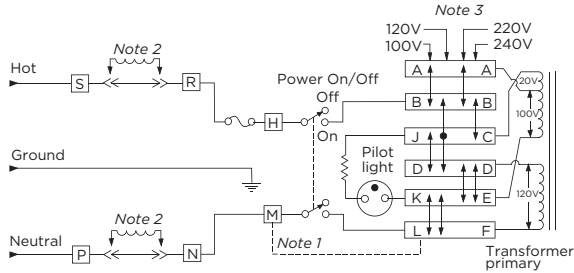 Note 3
120V
220V
100V
240V
Note 2
Hot
S
R
Power On/Off
Off
On
H
A
A
B
B
J
C
D
D
K
E
L
F
20V
100V
120V
Ground
Pilot
light
Note 2
Neutral
P
N
M
Note 1
Transformer
primary